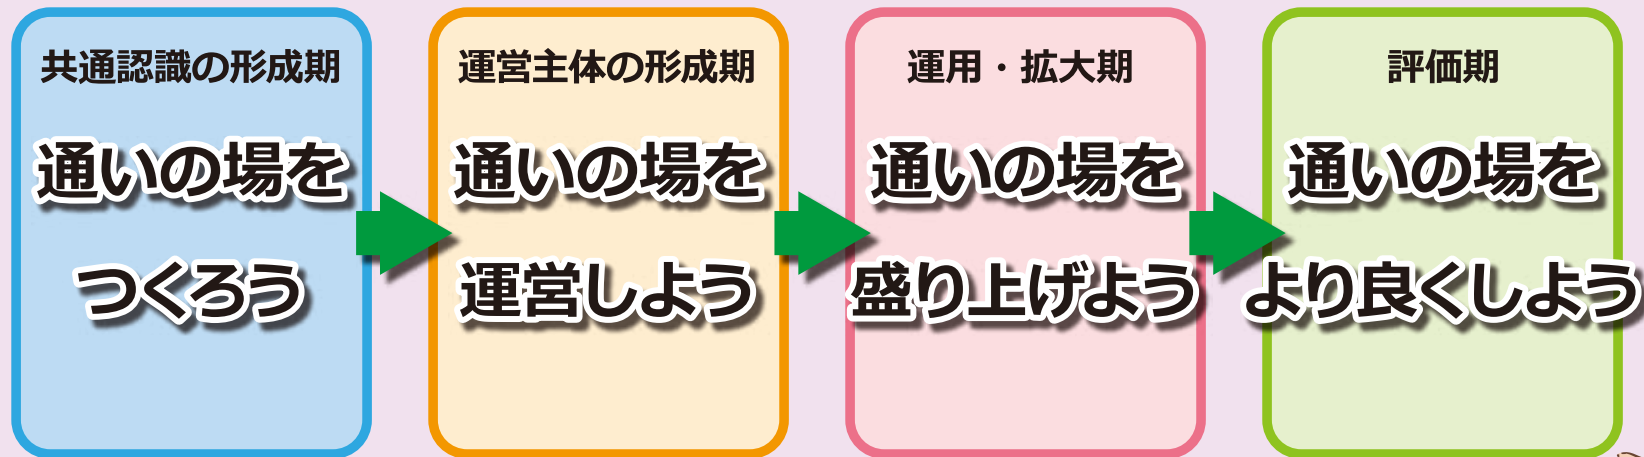 共通認識の形成期
通いの場を
つくろう
運営主体の形成期
通いの場を
運営しよう
運用・拡大期
通いの場を
盛り上げよう
評価期
通いの場を
より良くしよう